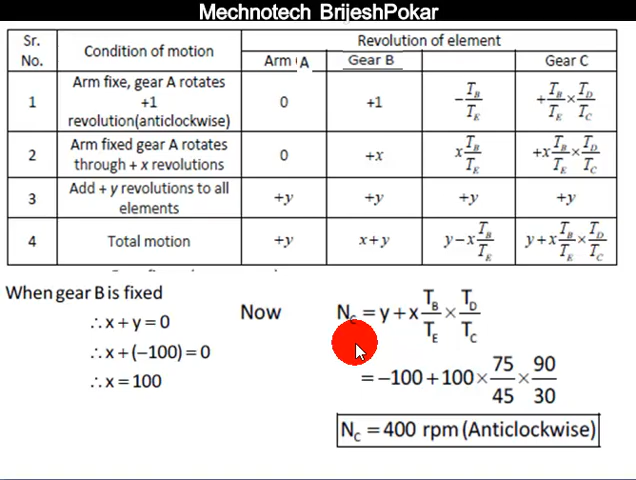 Mechnotech BrijeshPokar
Sr. No. | Condition of motion | Revolution of element
Arm A | Gear B | | Gear C
1 | Arm fixe, gear A rotates +1 revolution(anticlockwise) | 0 | +1 | −T_B/T_E | +T_B/T_E × T_D/T_C
2 | Arm fixed gear A rotates through + x revolutions | 0 | +x | x T_B/T_E | +x T_B/T_E × T_D/T_C
3 | Add + y revolutions to all elements | +y | +y | +y | +y
4 | Total motion | +y | x + y | y − x T_B/T_E | y + x T_B/T_E × T_D/T_C
When gear B is fixed
∴ x + y = 0
∴ x + (−100) = 0
∴ x = 100
Now N_C = y + x T_B/T_E × T_D/T_C
= −100 + 100 × 75/45 × 90/30
N_C = 400 rpm (Anticlockwise)